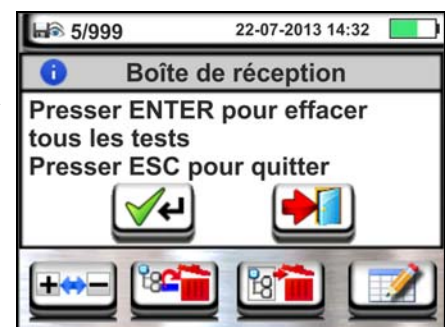 5/999 22-07-2013 14:32
Boîte de réception
Presser ENTER pour effacer
tous les tests
Presser ESC pour quitter